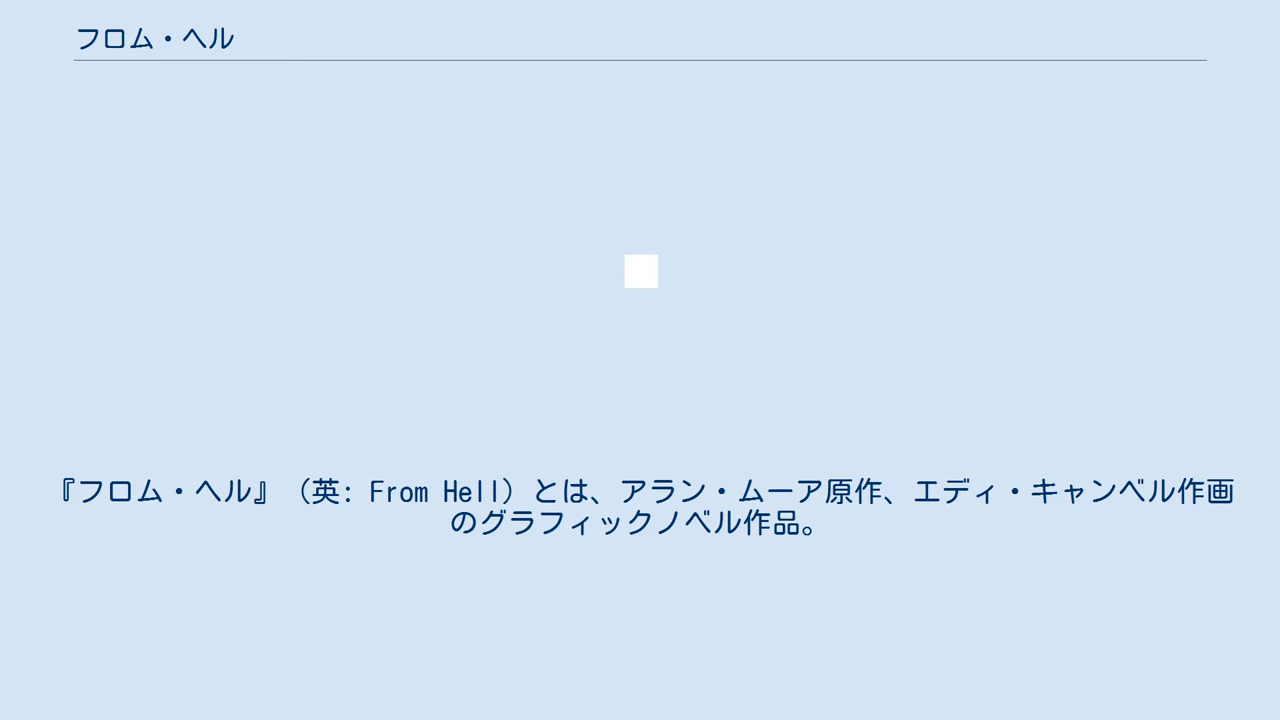 フロム・ヘル
『フロム・ヘル』（英: From Hell）とは、アラン・ムーア原作、エディ・キャンベル作画
のグラフィックノベル作品。